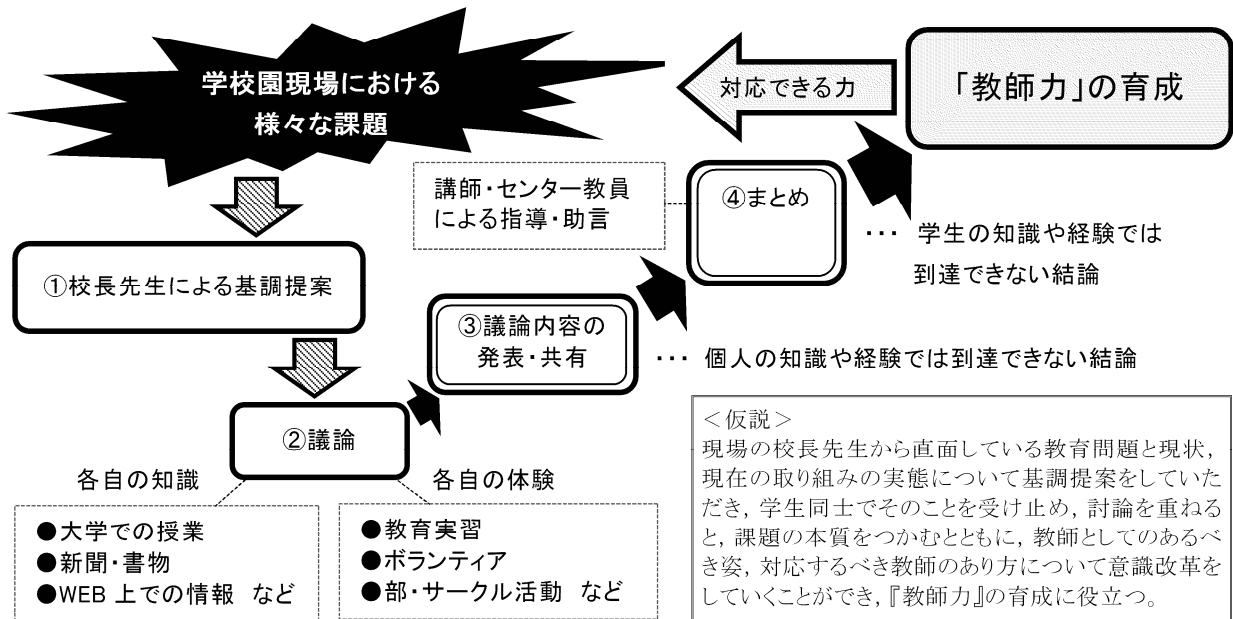 学校園現場における
様々な課題
対応できる力
「教師力」の育成
講師・センター教員
による指導・助言
④まとめ
… 学生の知識や経験では
到達できない結論
①校長先生による基調提案
③議論内容の
発表・共有
… 個人の知識や経験では到達できない結論
②議論
各自の知識
各自の体験
●大学での授業
●新聞・書物
●WEB 上での情報 など
●教育実習
●ボランティア
●部・サークル活動 など
<仮説>
現場の校長先生から直面している教育問題と現状,
現在の取り組みの実態について基調提案をしていた
だき, 学生同士でそのことを受け止め, 討論を重ねる
と, 課題の本質をつかむとともに, 教師としてのあるべ
き姿, 対応するべき教師のあり方について意識改革を
していくことができ, 『教師力』の育成に役立つ。